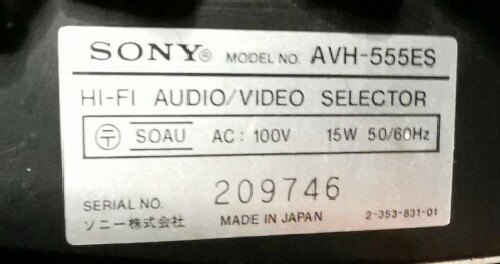 SONY® MODEL NO. AVH-555ES
HI-FI AUDIO/VIDEO SELECTOR
〒 SOAU AC: 100V 15W 50/60Hz
SERIAL NO. 209746
ソニー株式会社 MADE IN JAPAN 2-353-831-01